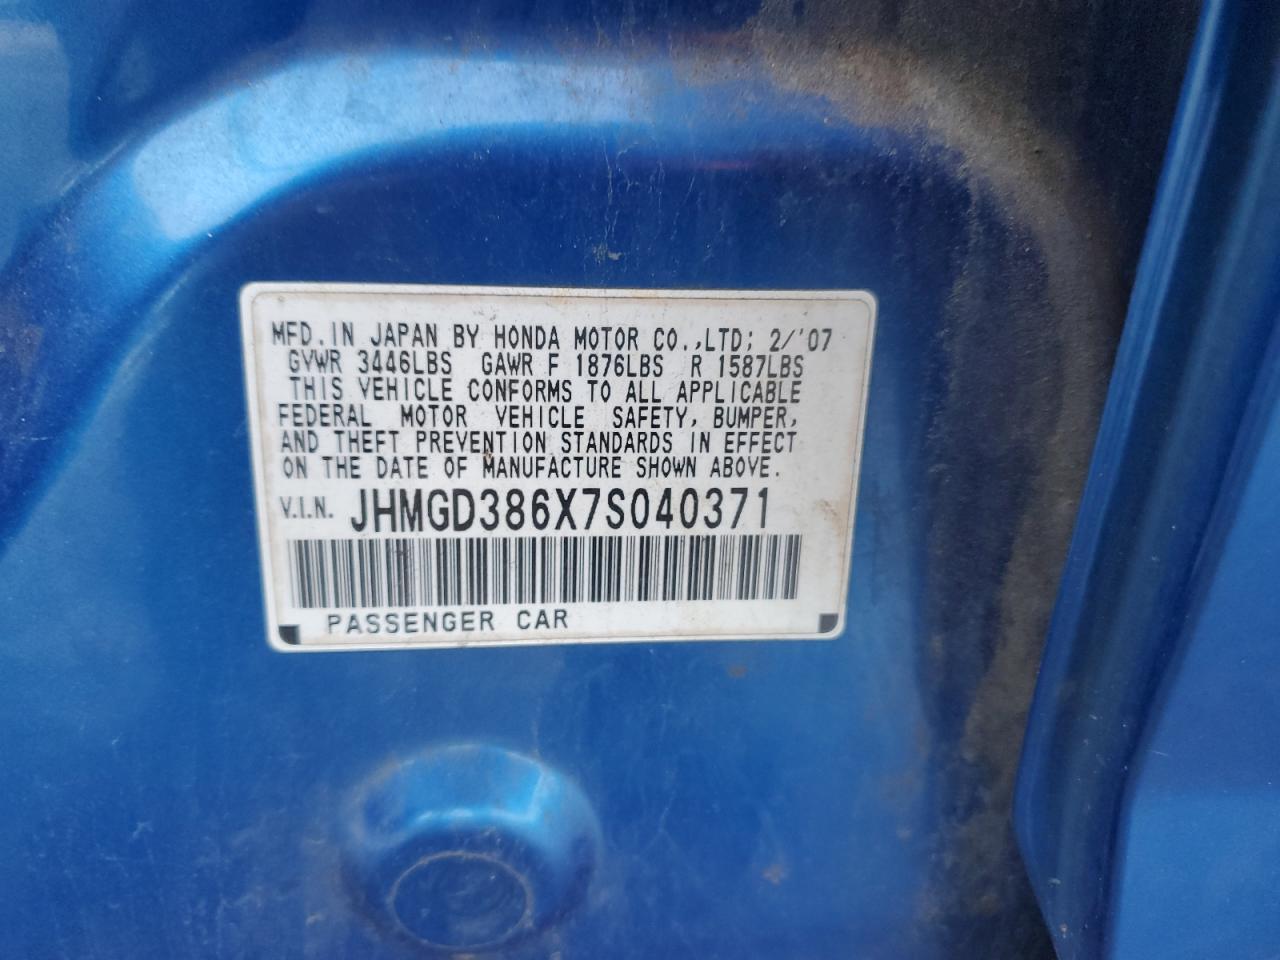 MFD. IN JAPAN BY HONDA MOTOR CO.,LTD; 2/'07
GVWR 3446LBS GAWR F 1876LBS R 1587LBS
THIS VEHICLE CONFORMS TO ALL APPLICABLE
FEDERAL MOTOR VEHICLE SAFETY, BUMPER,
AND THEFT PREVENTION STANDARDS IN EFFECT
ON THE DATE OF MANUFACTURE SHOWN ABOVE.
V.I.N. JHMGD386X7S040371
PASSENGER CAR